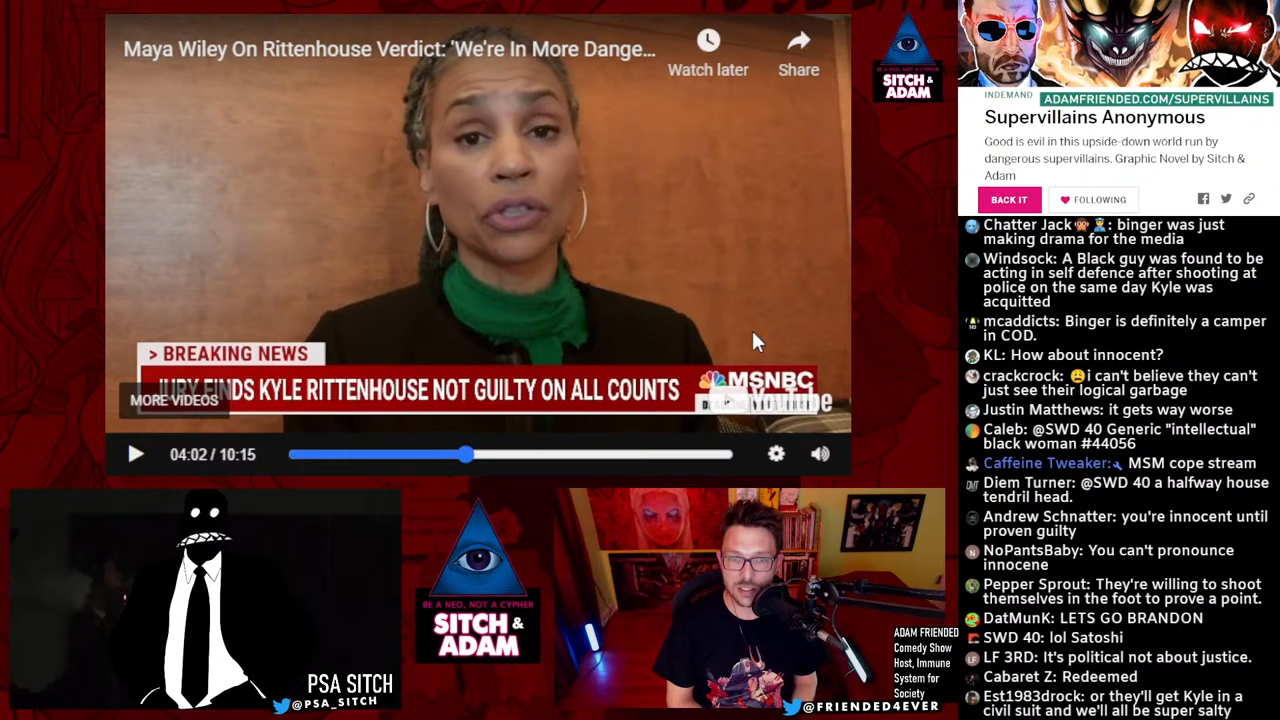 Maya Wiley On Rittenhouse Verdict: 'We're In More Dange...
Watch later
Share
> BREAKING NEWS
JURY FINDS KYLE RITTENHOUSE NOT GUILTY ON ALL COUNTS
MSNBC
YouTube
MORE VIDEOS
04:02 / 10:15
BE A NEO, NOT A CYPHER
SITCH &
ADAM
INDEMAND
ADAMFRIENDED.COM/SUPERVILLAINS
Supervillains Anonymous
Good is evil in this upside-down world run by
dangerous supervillains. Graphic Novel by Sitch &
Adam
BACK IT
FOLLOWING
Chatter Jack🙊👮: binger was just
making drama for the media
Windsock: A Black guy was found to be
acting in self defence after shooting at
police on the same day Kyle was
acquitted
mcaddicts: Binger is definitely a camper
in COD.
KL: How about innocent?
crackcrock: 😩i can't believe they can't
just see their logical garbage
Justin Matthews: it gets way worse
Caleb: @SWD 40 Generic "intellectual"
black woman #44056
Caffeine Tweaker:🔧 MSM cope stream
Diem Turner: @SWD 40 a halfway house
tendril head.
Andrew Schnatter: you're innocent until
proven guilty
NoPantsBaby: You can't pronounce
innocene
Pepper Sprout: They're willing to shoot
themselves in the foot to prove a point.
DatMunK: LETS GO BRANDON
SWD 40: lol Satoshi
LF 3RD: It's political not about justice.
Cabaret Z: Redeemed
Est1983drock: or they'll get Kyle in a
civil suit and we'll all be super salty
PSA SITCH
@PSA_SITCH
BE A NEO, NOT A CYPHER
SITCH &
ADAM
ADAM FRIENDED
Comedy Show
Host, Immune
System for
Society
@FRIENDED4EVER